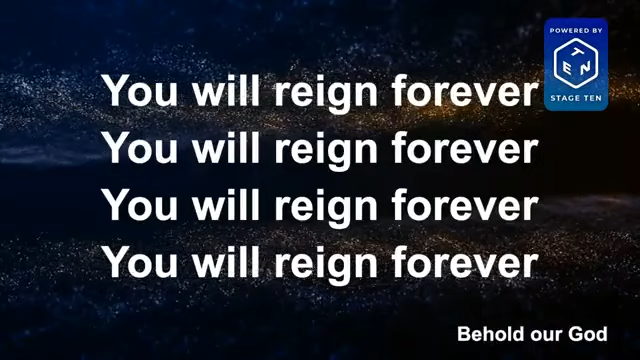 POWERED BY
TEN
STAGE TEN
You will reign forever
You will reign forever
You will reign forever
You will reign forever
Behold our God